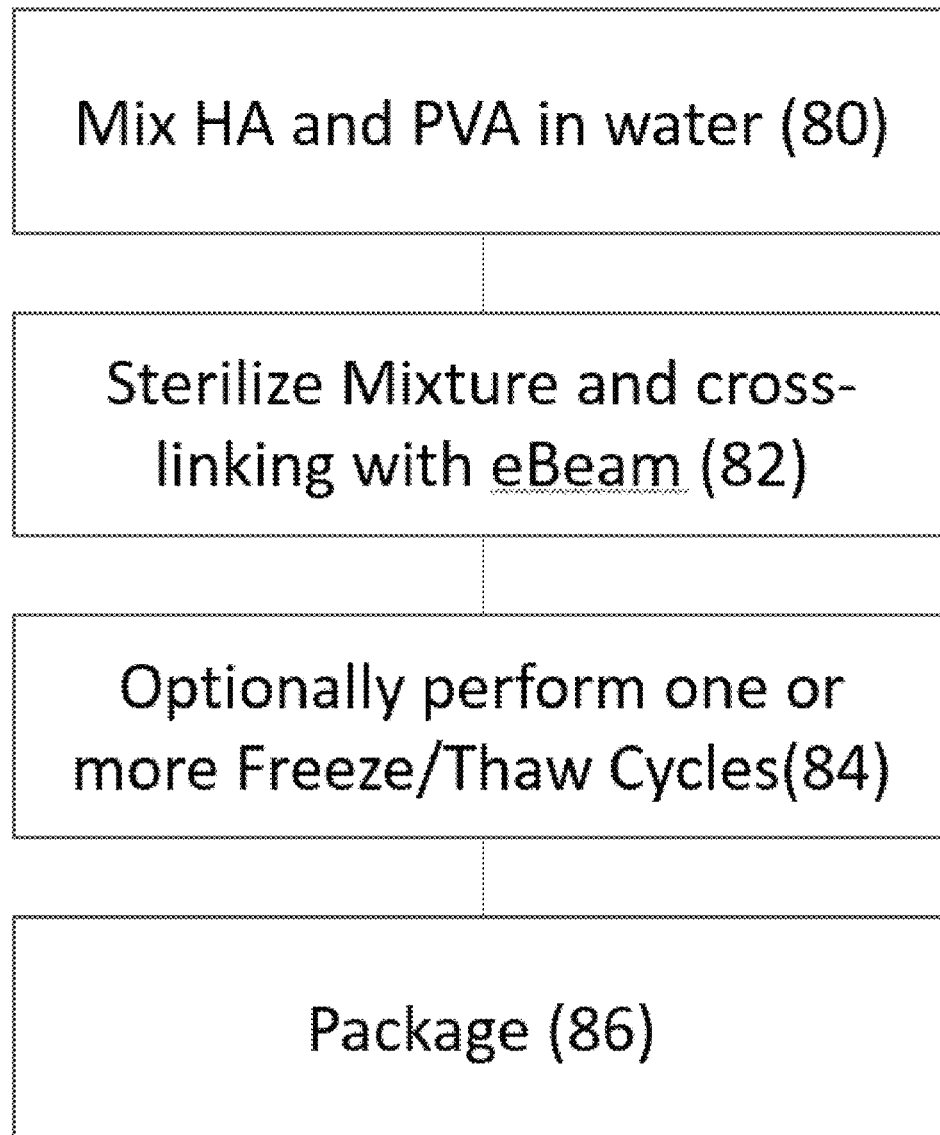 Mix HA and PVA in water (80)
Sterilize Mixture and cross-
linking with eBeam (82)
Optionally perform one or
more Freeze/Thaw Cycles(84)
Package (86)